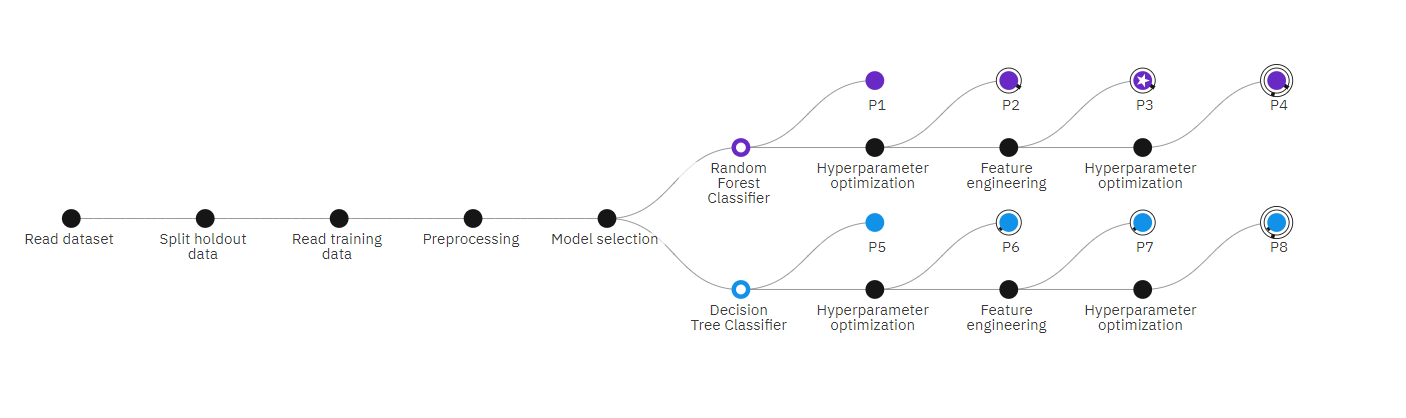 P1
P2
P3
P4
Random
Forest
Classifier
Hyperparameter
optimization
Feature
engineering
Hyperparameter
optimization
Read dataset
Split holdout
data
Read training
data
Preprocessing
Model selection
P5
P6
P7
P8
Decision
Tree Classifier
Hyperparameter
optimization
Feature
engineering
Hyperparameter
optimization